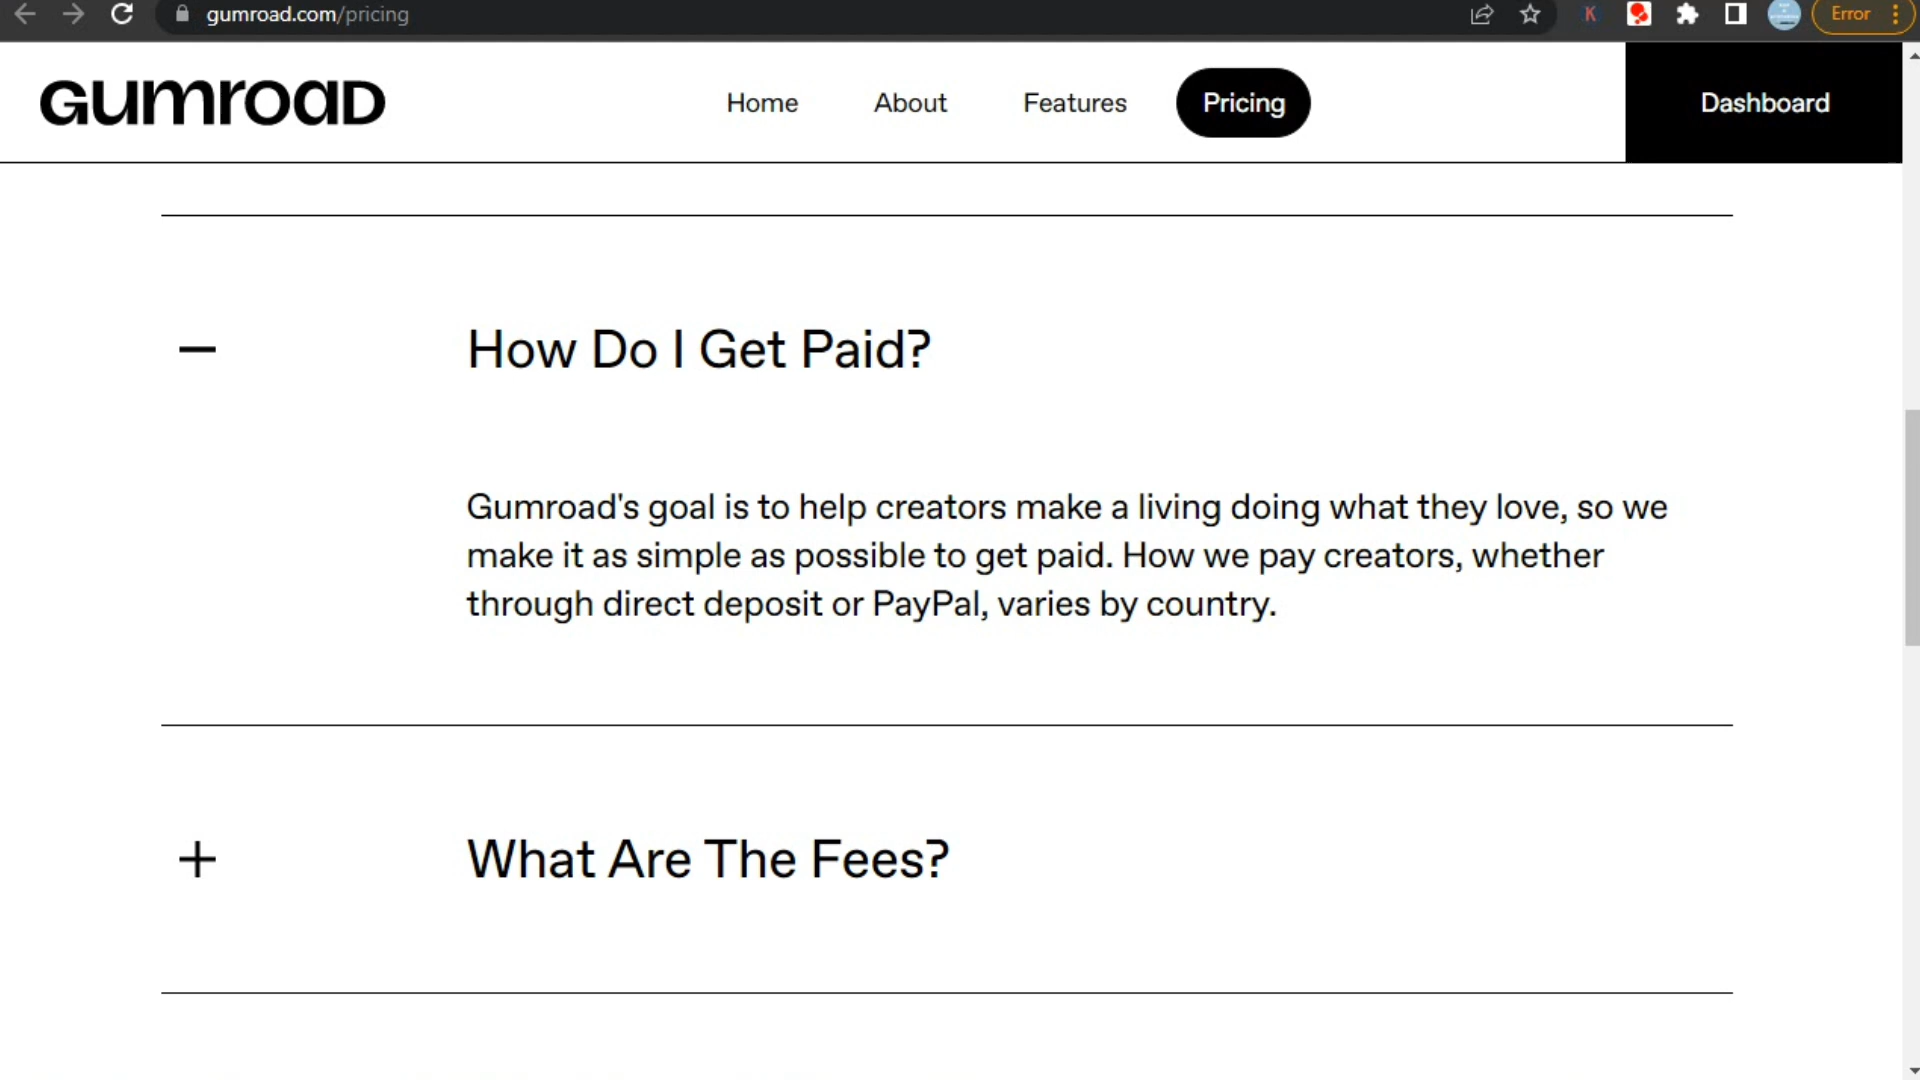 gumroad.com/pricing
K
Error
GUMROAD
Home About Features Pricing Dashboard
How Do I Get Paid?
Gumroad's goal is to help creators make a living doing what they love, so we
make it as simple as possible to get paid. How we pay creators, whether
through direct deposit or PayPal, varies by country.
What Are The Fees?